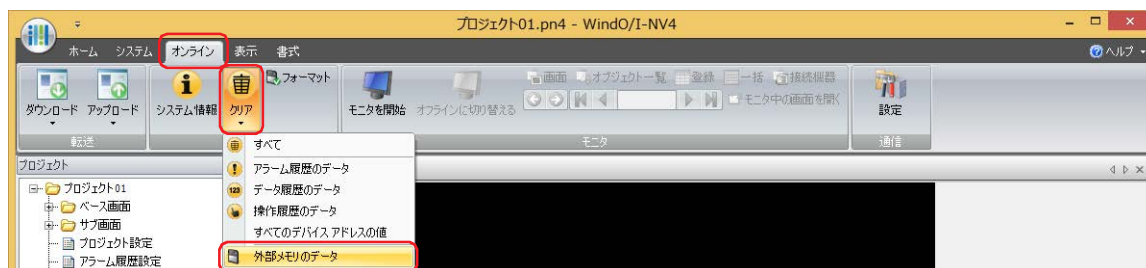 プロジェクト01.pn4 - WindO/I-NV4
ホーム システム オンライン 表示 書式 ヘルプ
ダウンロード アップロード システム情報 クリア フォーマット モニタを開始 オフラインに切り替える 画面 オブジェクト一覧 登録 一括 接続機器 モニタ中の画面を開く 設定
転送 モニタ 通信
プロジェクト
すべて
アラーム履歴のデータ
データ履歴のデータ
操作履歴のデータ
すべてのデバイス アドレスの値
外部メモリのデータ
プロジェクト01
ベース画面
サブ画面
プロジェクト設定
アラーム履歴設定